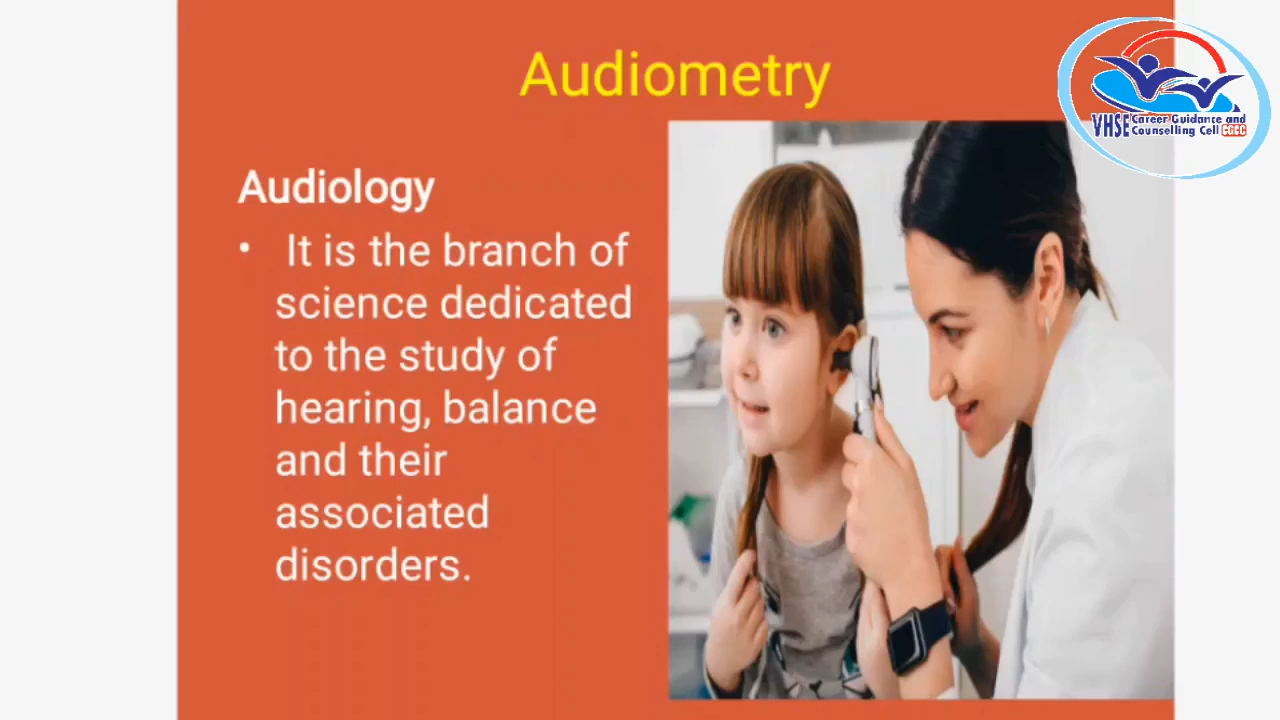 Audiometry
VHSE Career Guidance and
Counselling Cell CGCC
Audiology
• It is the branch of
science dedicated
to the study of
hearing, balance
and their
associated
disorders.